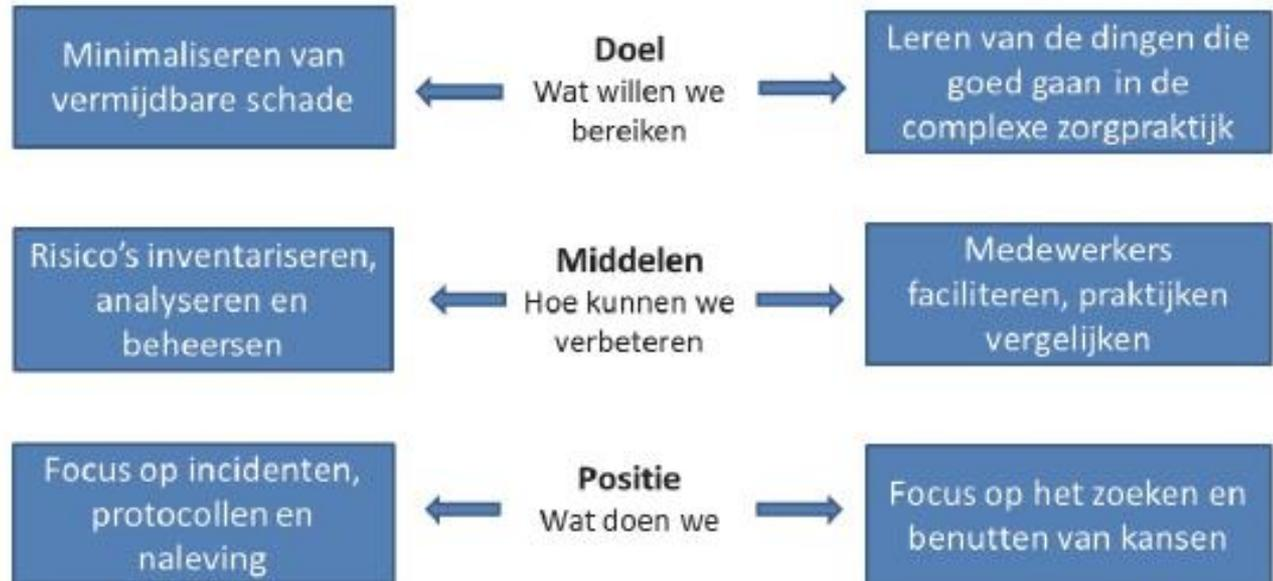 Minimaliseren van
vermijdbare schade
Doel
Wat willen we
bereiken
Leren van de dingen die
goed gaan in de
complexe zorgpraktijk
Risico's inventariseren,
analyseren en
beheersen
Middelen
Hoe kunnen we
verbeteren
Medewerkers
faciliteren, praktijken
vergelijken
Focus op incidenten,
protocollen en
naleving
Positie
Wat doen we
Focus op het zoeken en
benutten van kansen